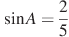 sinA = 2/5